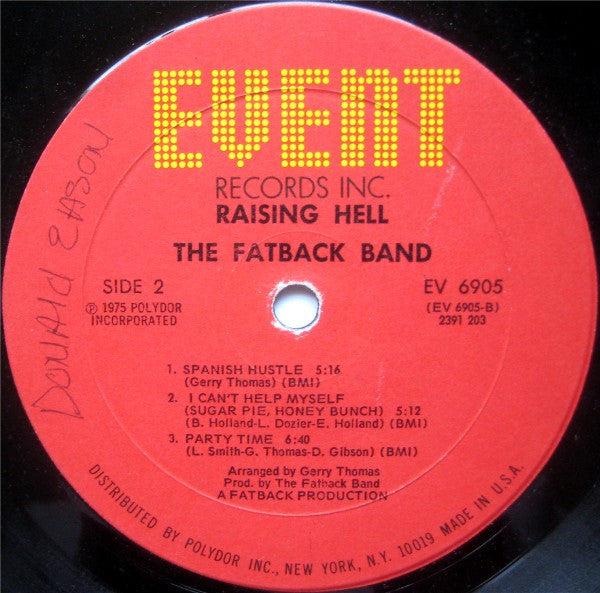 EVENT
RECORDS INC.
RAISING HELL
THE FATBACK BAND
SIDE 2
℗ 1975 POLYDOR
INCORPORATED
EV 6905
(EV 6905-B)
2391 203
1. SPANISH HUSTLE 5:16
(Gerry Thomas) (BMI)
2. I CAN'T HELP MYSELF
(SUGAR PIE, HONEY BUNCH) 5:12
(B. Holland-L. Dozier-E. Holland) (BMI)
3. PARTY TIME 6:40
(L. Smith-G. Thomas-D. Gibson) (BMI)
Arranged by Gerry Thomas
Prod. by The Fatback Band
A FATBACK PRODUCTION
DISTRIBUTED BY POLYDOR INC., NEW YORK, N.Y. 10019 MADE IN U.S.A.
DONALD EASON